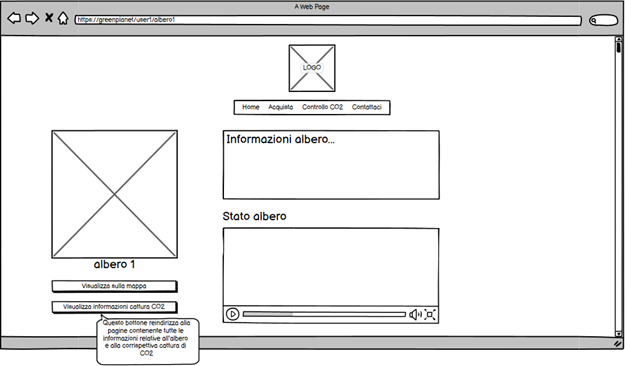 A Web Page
https://greenplanet/user1/albero1
LOGO
Home Acquista Controllo CO2 Contattaci
Informazioni albero...
albero 1
Visualizza sulla mappa
Visualizza informazioni cattura CO2
Questo bottone reindirizza alla
pagine contenente tutte le
informazioni relative all'albero
e alla corrispettiva cattura di
CO2
Stato albero